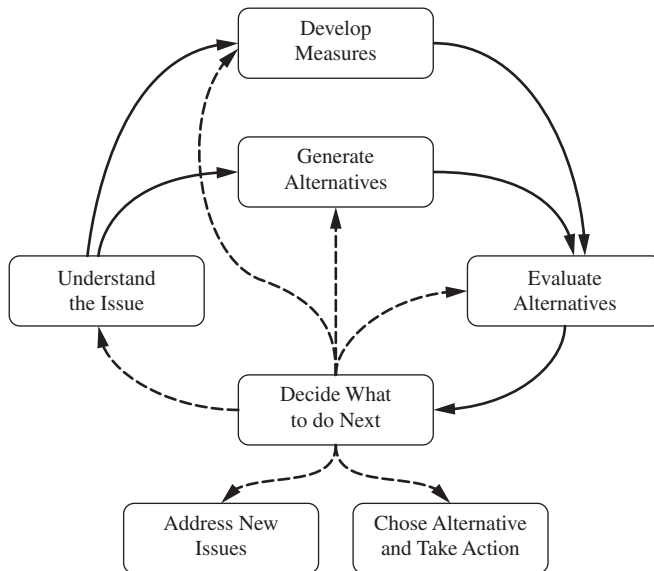 Develop
Measures
Generate
Alternatives
Understand
the Issue
Evaluate
Alternatives
Decide What
to do Next
Address New
Issues
Chose Alternative
and Take Action